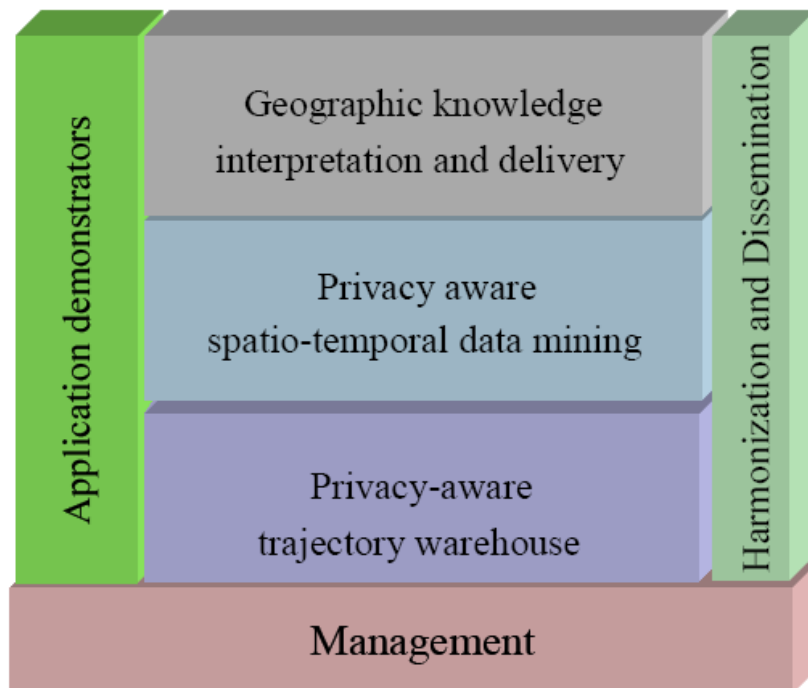 Application demonstrators
Geographic knowledge
interpretation and delivery
Privacy aware
spatio-temporal data mining
Privacy-aware
trajectory warehouse
Harmonization and Dissemination
Management